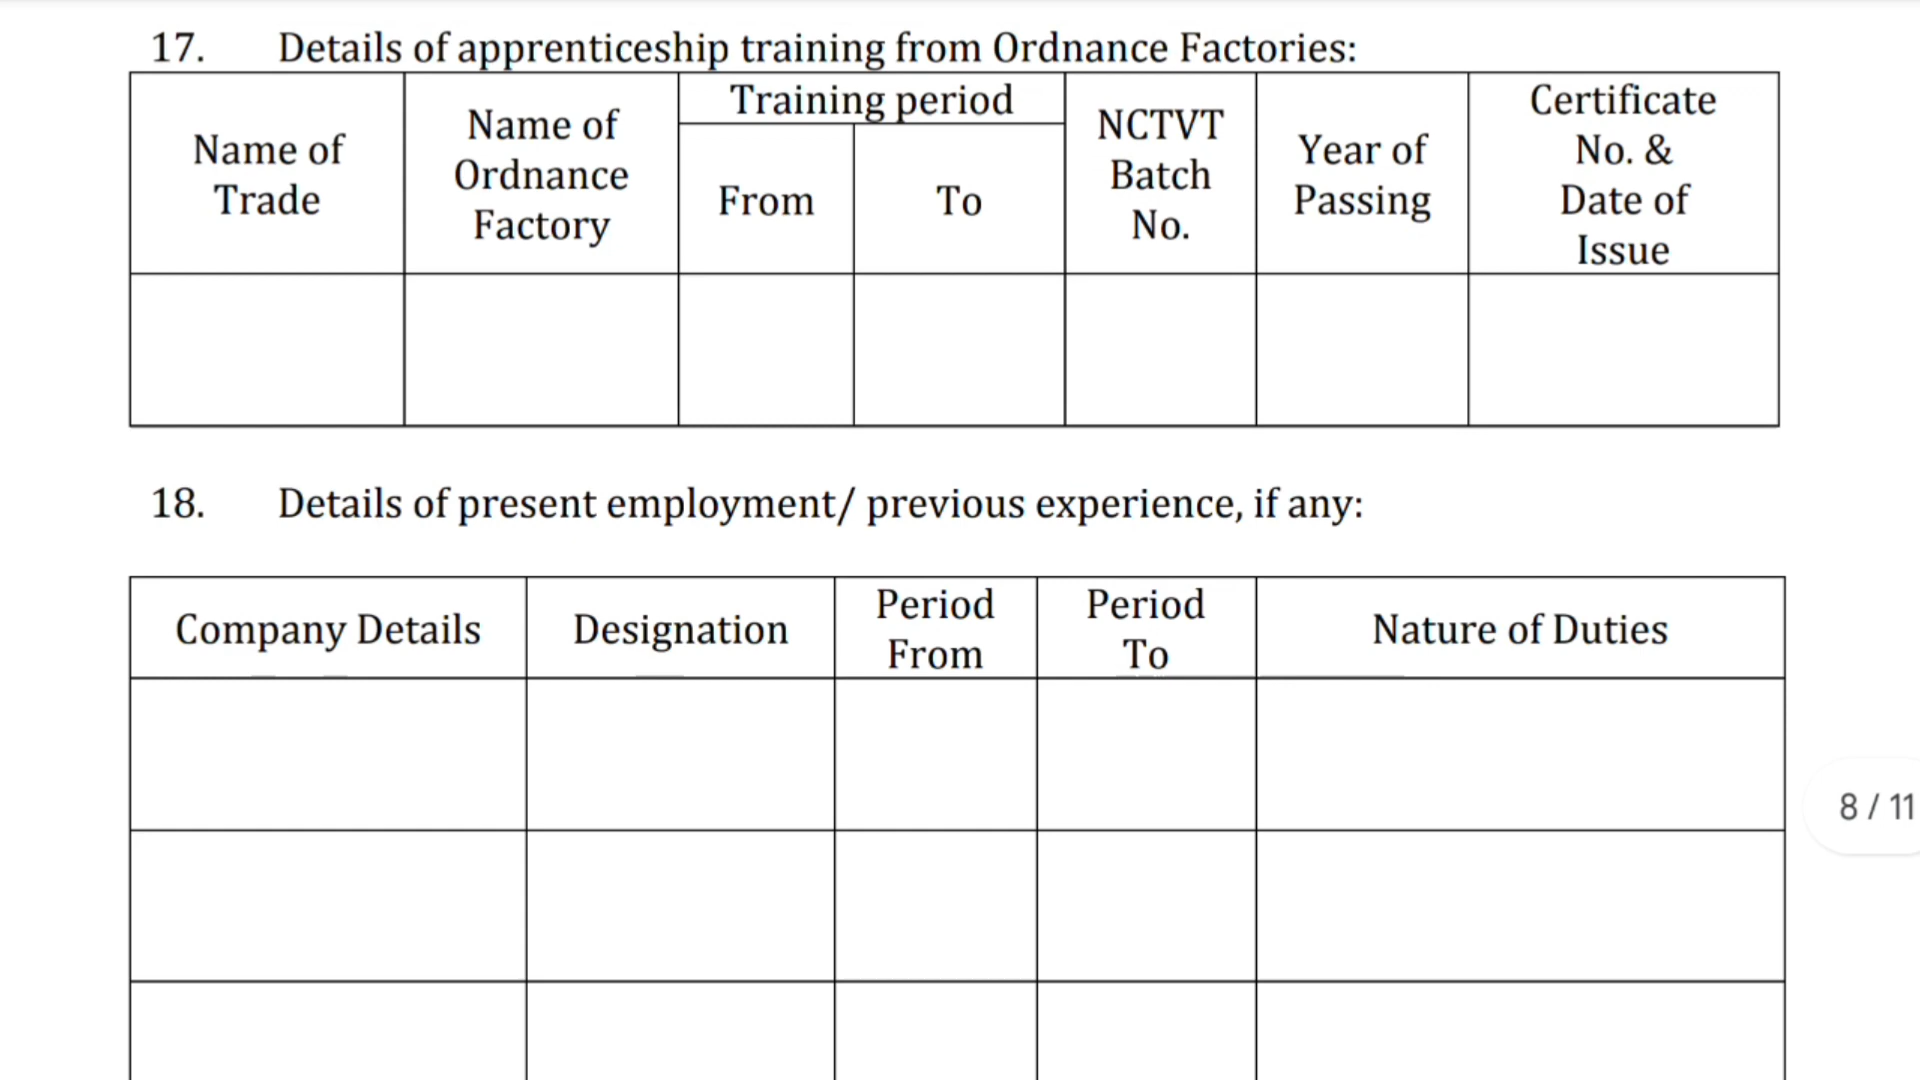 17. Details of apprenticeship training from Ordnance Factories:
Name of
Trade
Name of
Ordnance
Factory
Training period
From
To
NCTVT
Batch
No.
Year of
Passing
Certificate
No. &
Date of
Issue
18. Details of present employment/ previous experience, if any:
Company Details
Designation
Period
From
Period
To
Nature of Duties
8 / 11